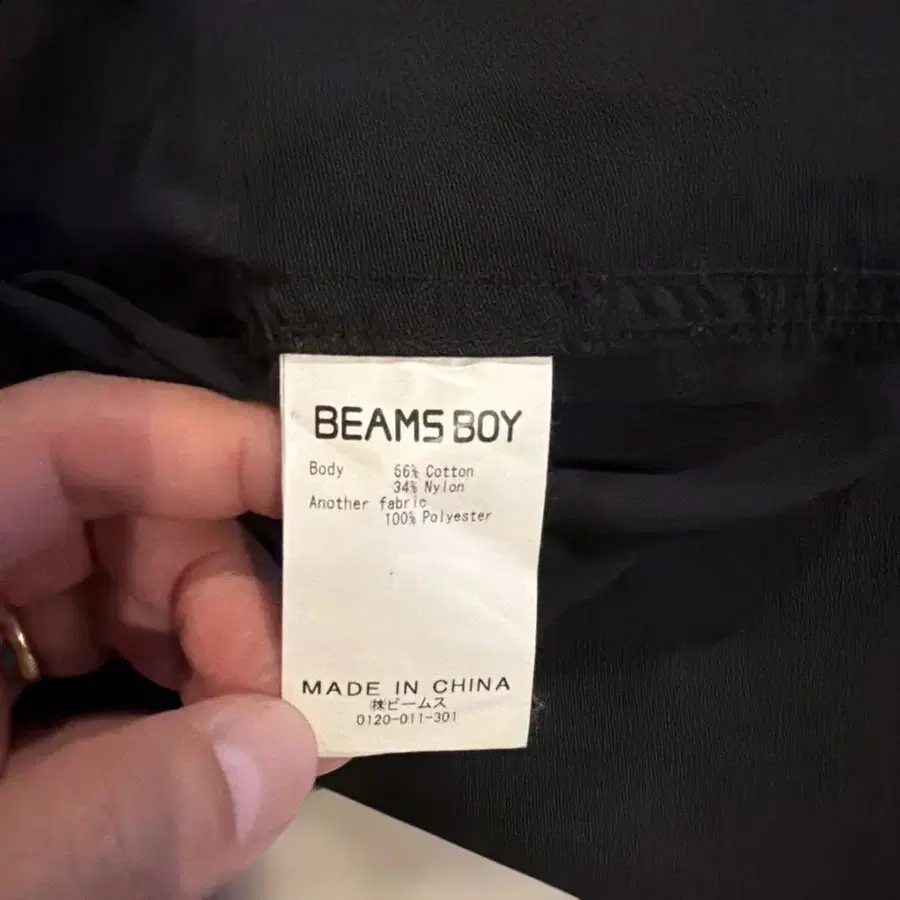 BEAMS BOY
Body 66% Cotton
34% Nylon
Another fabric
100% Polyester
MADE IN CHINA
㈱ビームス
0120-011-301